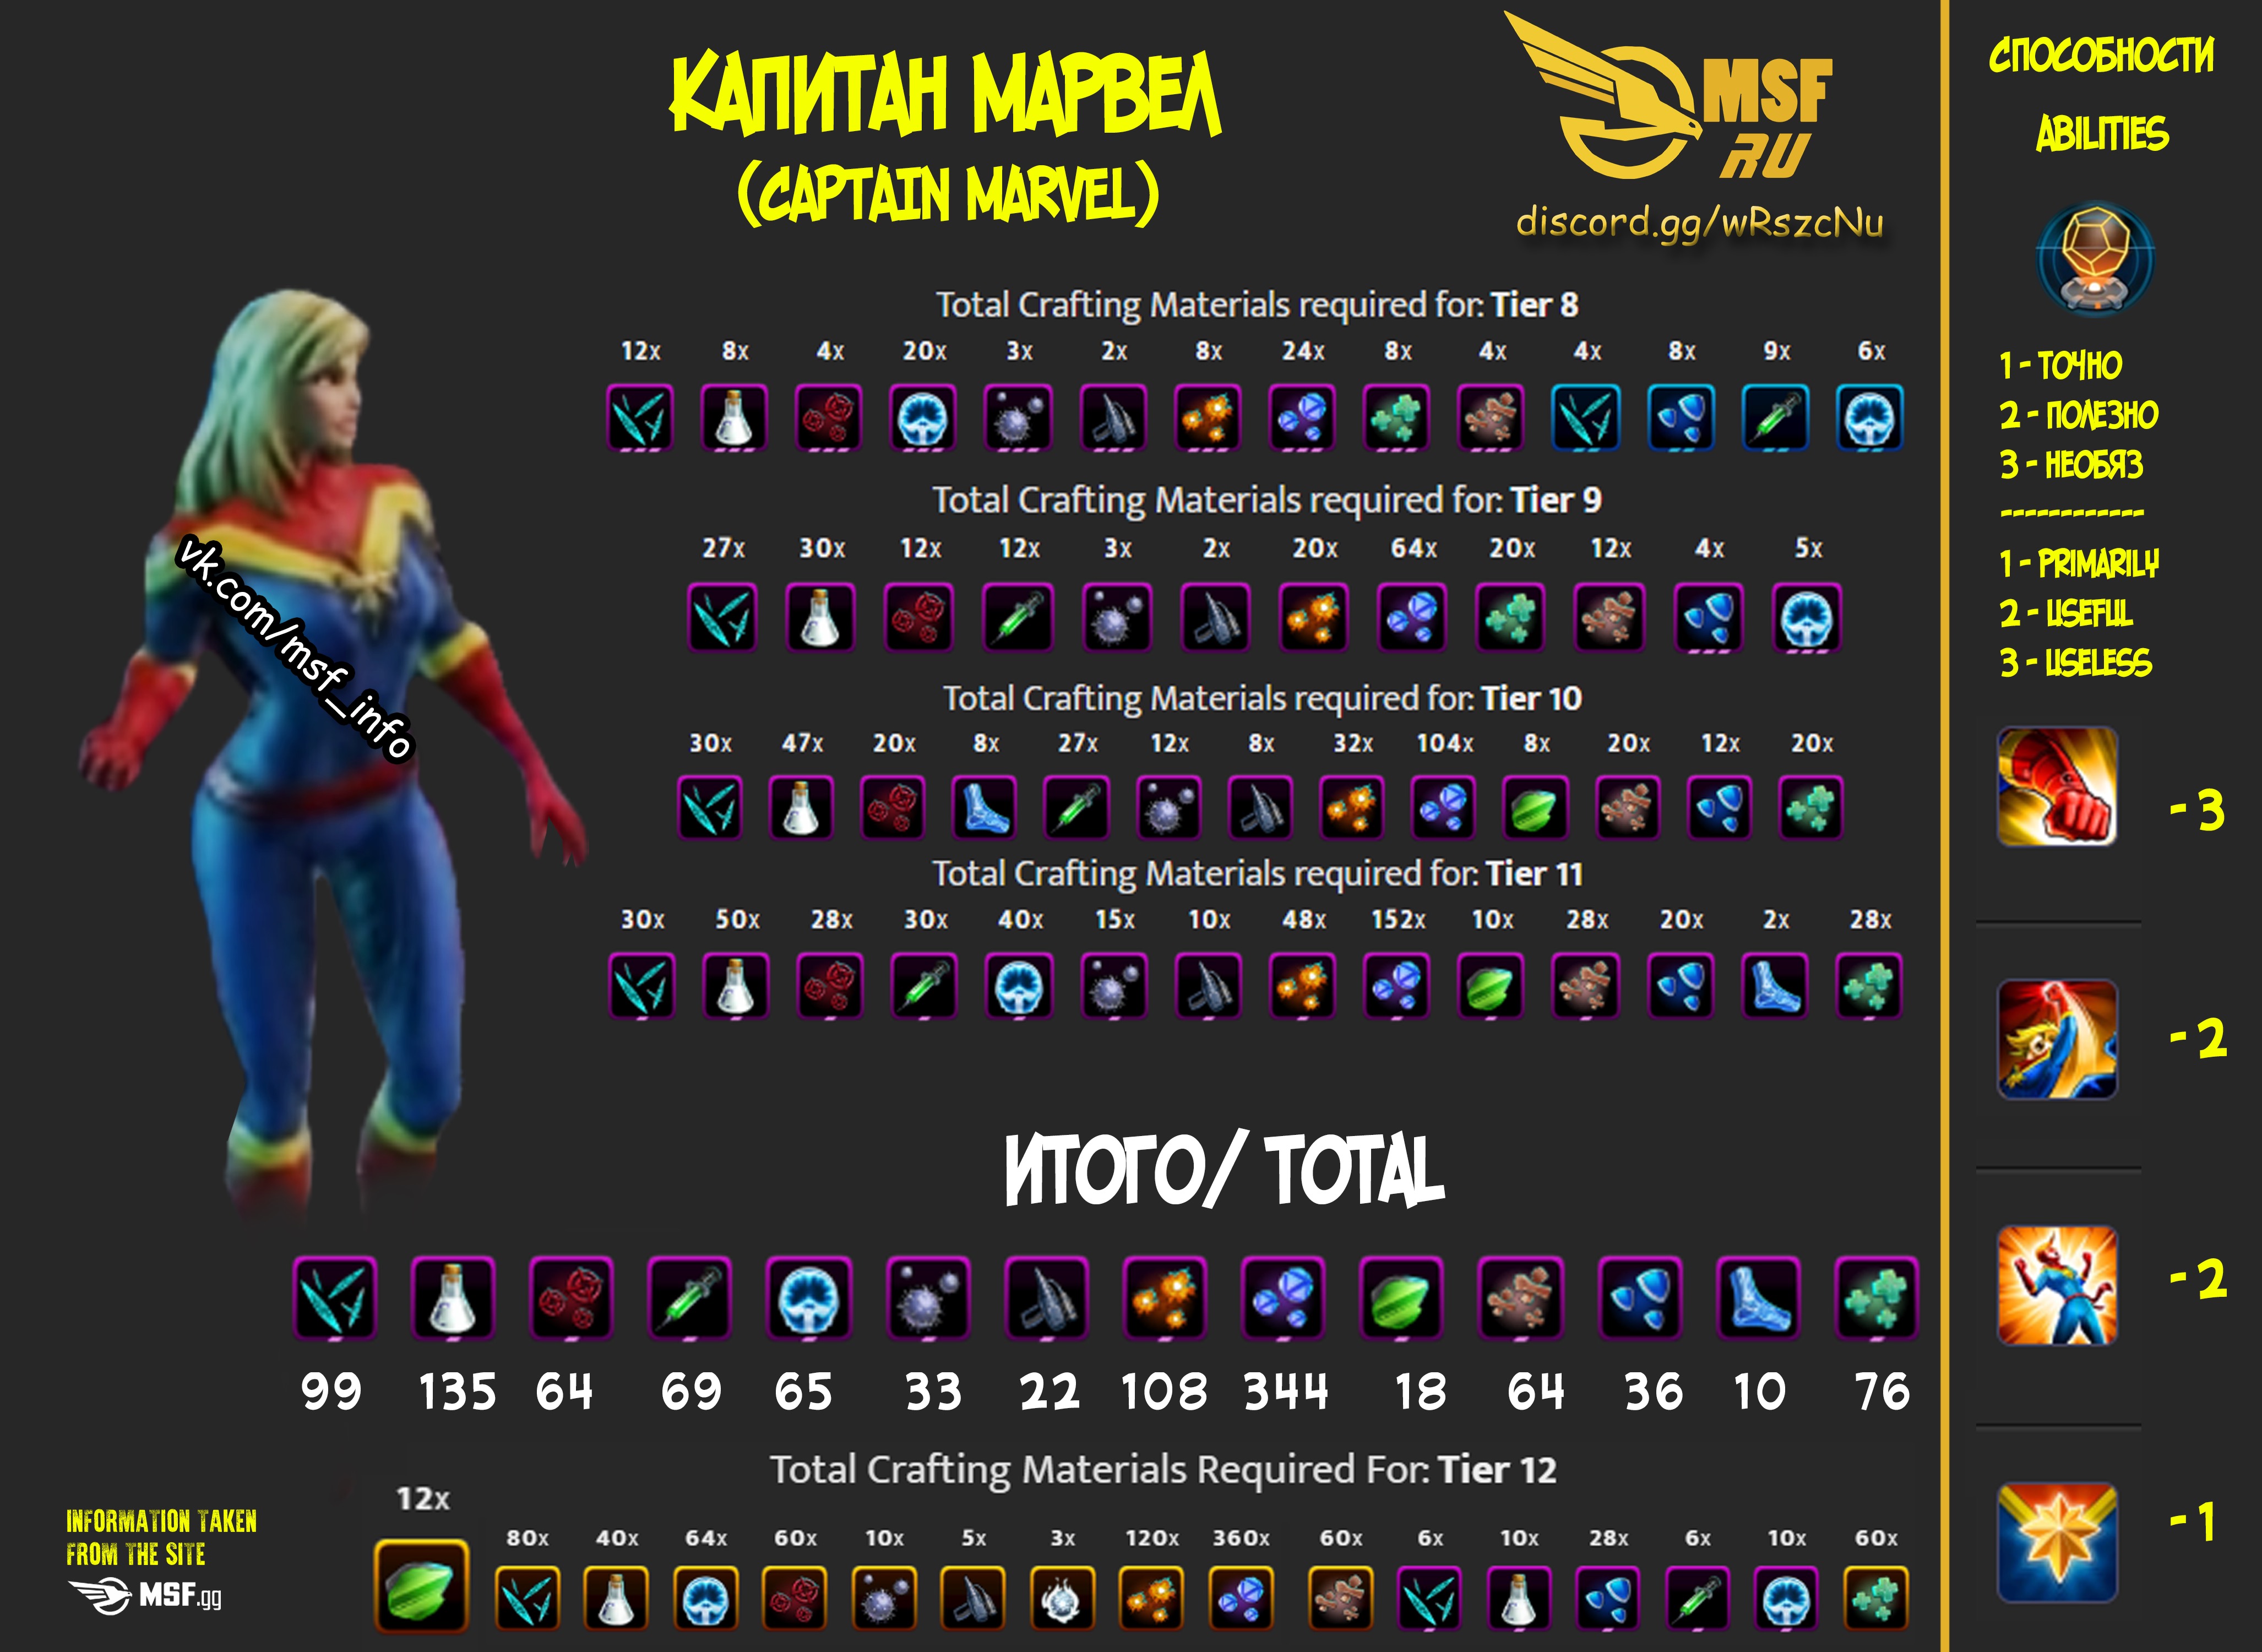 КАПИТАН МАРВЕЛ
(CAPTAIN MARVEL)
MSF
RU
discord.gg/wRszcNu
Total Crafting Materials required for: Tier 8
12x 8x 4x 20x 3x 2x 8x 24x 8x 4x 4x 8x 9x 6x
Total Crafting Materials required for: Tier 9
27x 30x 12x 12x 3x 2x 20x 64x 20x 12x 4x 5x
Total Crafting Materials required for: Tier 10
30x 47x 20x 8x 27x 12x 8x 32x 104x 8x 20x 12x 20x
Total Crafting Materials required for: Tier 11
30x 50x 28x 30x 40x 15x 10x 48x 152x 10x 28x 20x 2x 28x
vk.com/msf_info
ИТОГО/ TOTAL
99 135 64 69 65 33 22 108 344 18 64 36 10 76
Total Crafting Materials Required For: Tier 12
12x
80x 40x 64x 60x 10x 5x 3x 120x 360x 60x 6x 10x 28x 6x 10x 60x
INFORMATION TAKEN
FROM THE SITE
MSF.gg
СПОСОБНОСТИ
ABILITIES
1 - ТОЧНО
2 - ПОЛЕЗНО
3 - НЕОБЯЗ
------------
1 - PRIMARILY
2 - USEFUL
3 - USELESS
- 3
- 2
- 2
- 1